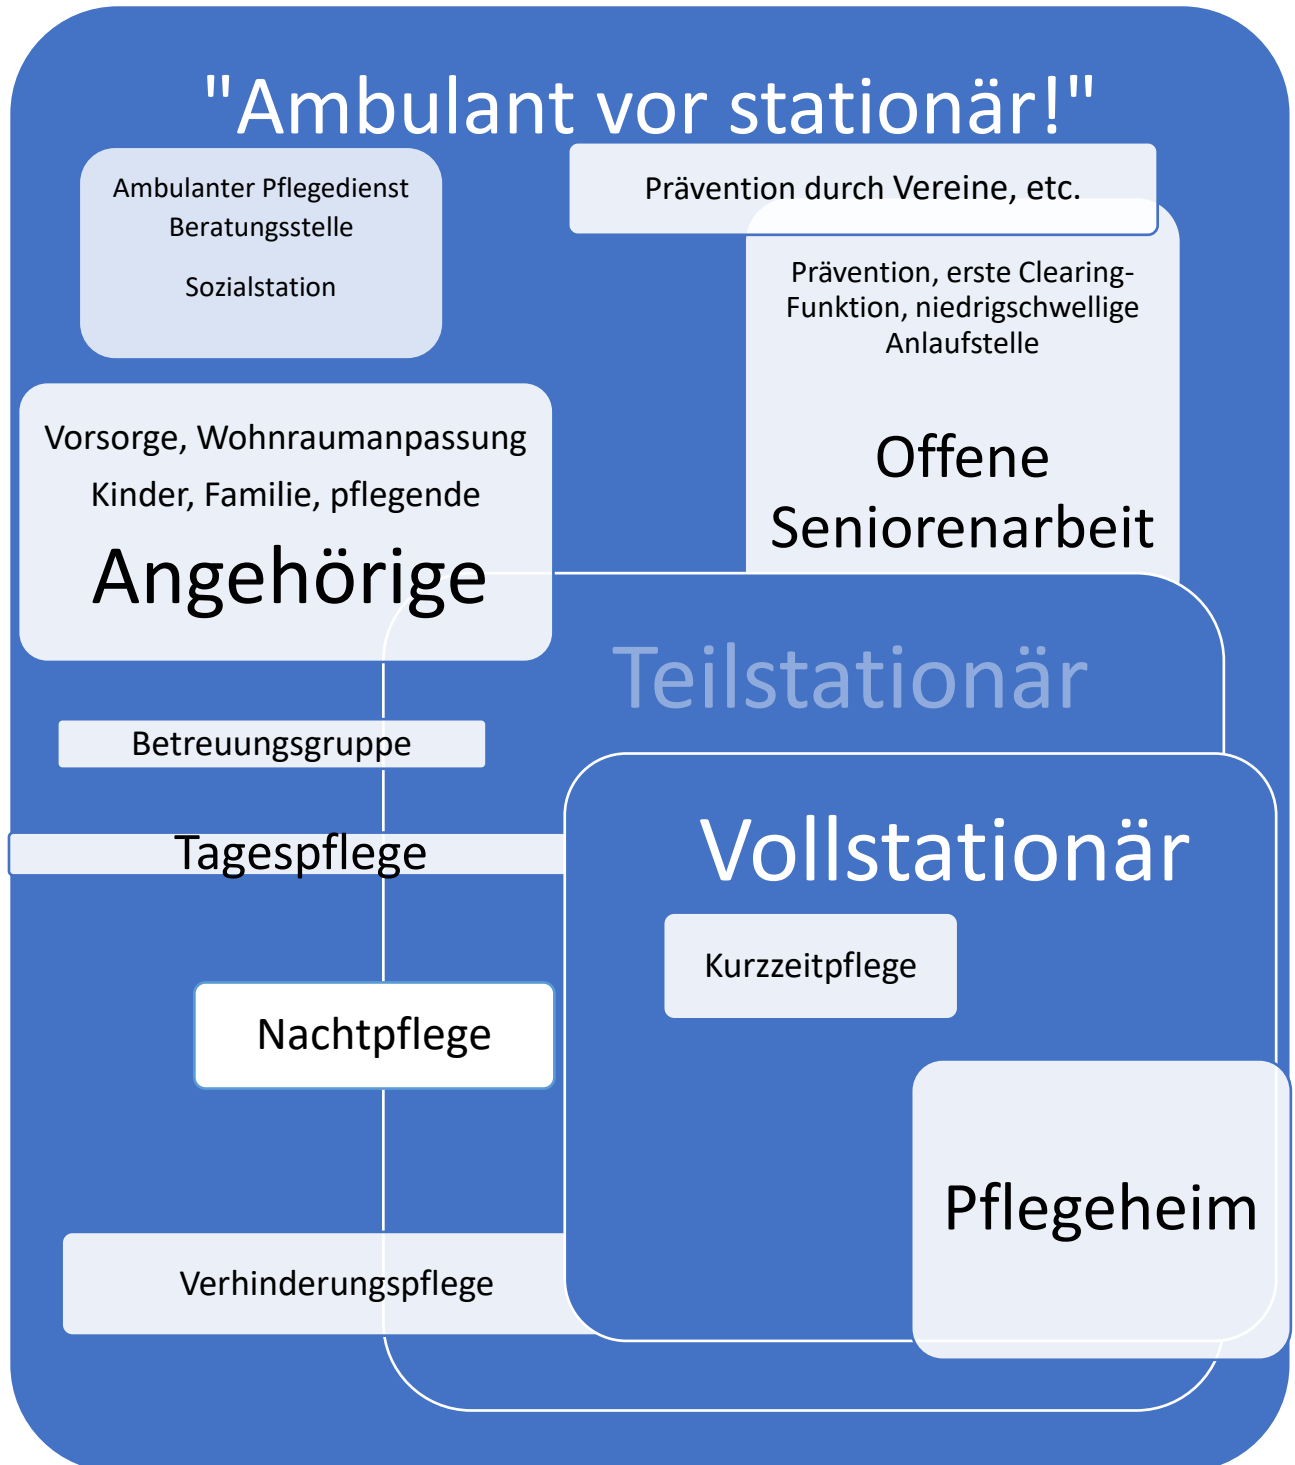 "Ambulant vor stationär!"
Ambulanter Pflegedienst
Beratungsstelle
Sozialstation
Prävention durch Vereine, etc.
Prävention, erste Clearing-
Funktion, niedrigschwellige
Anlaufstelle
Offene
Seniorenarbeit
Vorsorge, Wohnraumanpassung
Kinder, Familie, pflegende
Angehörige
Teilstationär
Betreuungsgruppe
Tagespflege
Vollstationär
Kurzzeitpflege
Nachtpflege
Pflegeheim
Verhinderungspflege